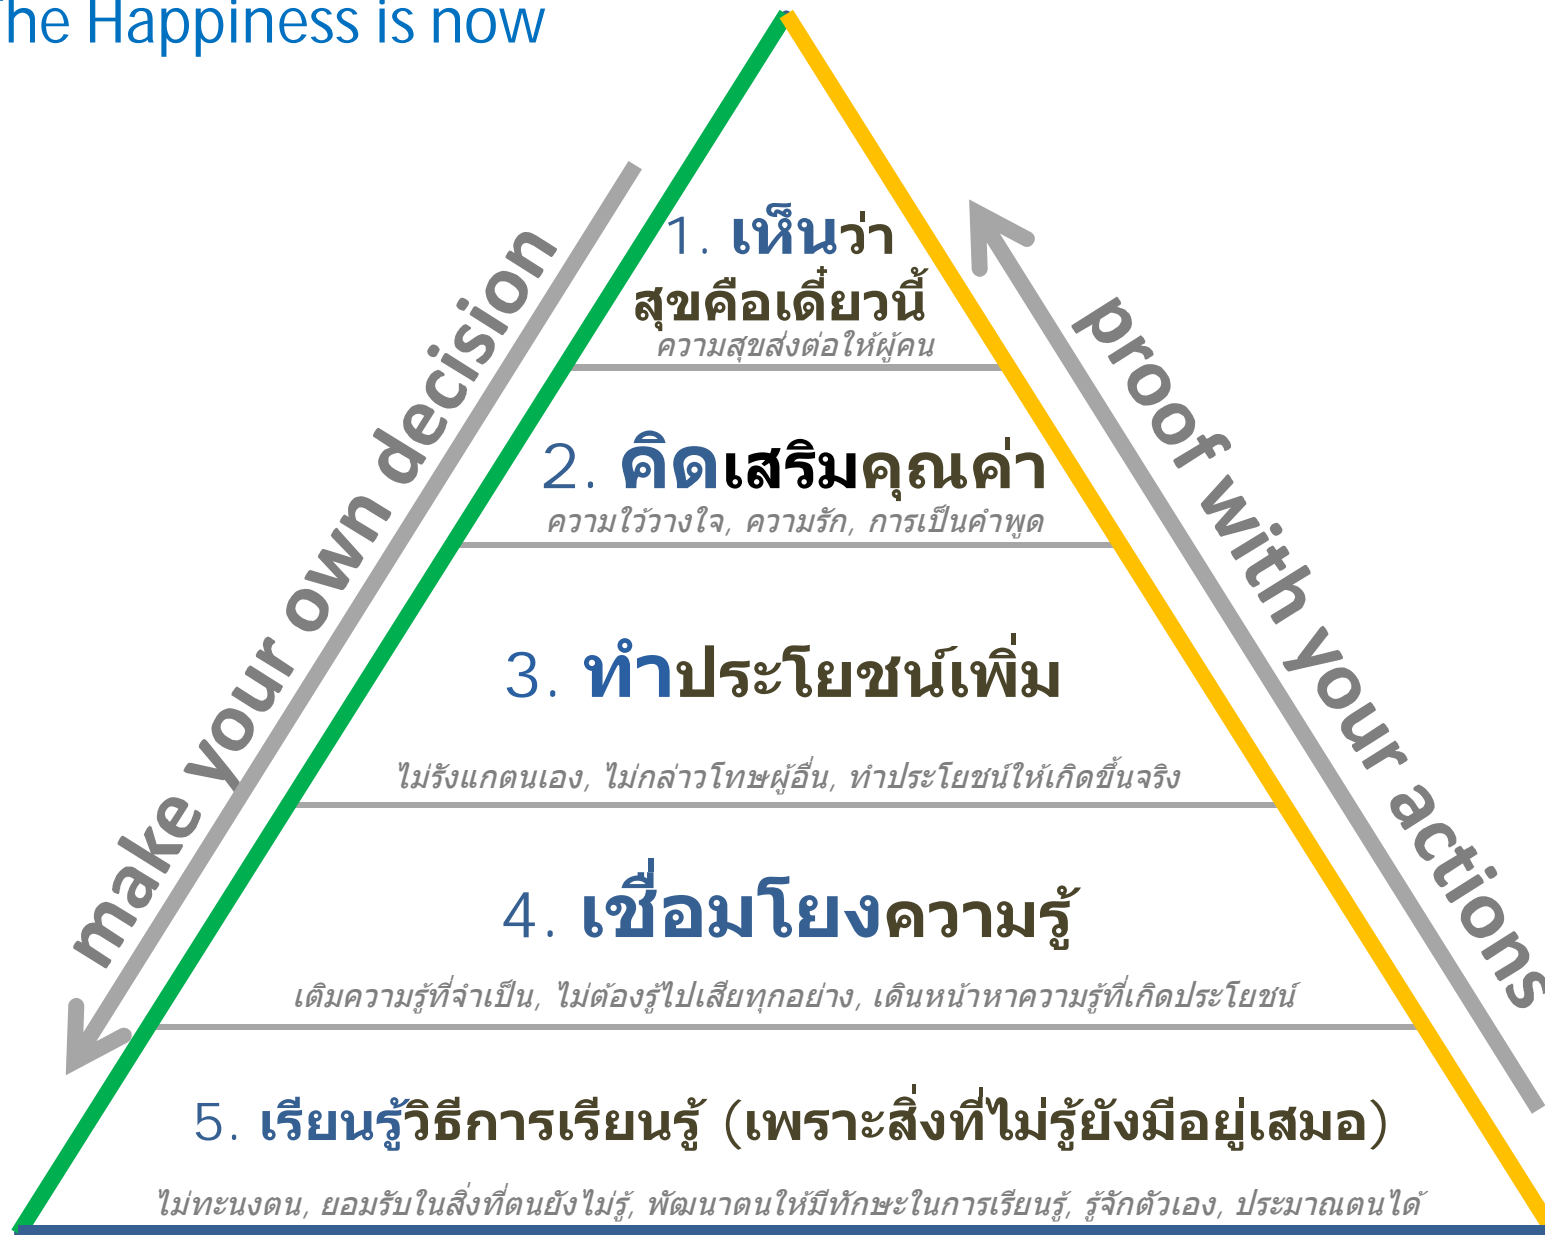 The Happiness is now
make your own decision
proof with your actions
1. เห็นว่า
สุขคือเดี๋ยวนี้
ความสุขส่งต่อให้ผู้คน
2. คิดเสริมคุณค่า
ความใว้วางใจ, ความรัก, การเป็นคำพูด
3. ทำประโยชน์เพิ่ม
ไม่รังแกตนเอง, ไม่กล่าวโทษผู้อื่น, ทำประโยชน์ให้เกิดขึ้นจริง
4. เชื่อมโยงความรู้
เติมความรู้ที่จำเป็น, ไม่ต้องรู้ไปเสียทุกอย่าง, เดินหน้าหาความรู้ที่เกิดประโยชน์
5. เรียนรู้วิธีการเรียนรู้ (เพราะสิ่งที่ไม่รู้ยังมีอยู่เสมอ)
ไม่ทะนงตน, ยอมรับในสิ่งที่ตนยังไม่รู้, พัฒนาตนให้มีทักษะในการเรียนรู้, รู้จักตัวเอง, ประมาณตนได้